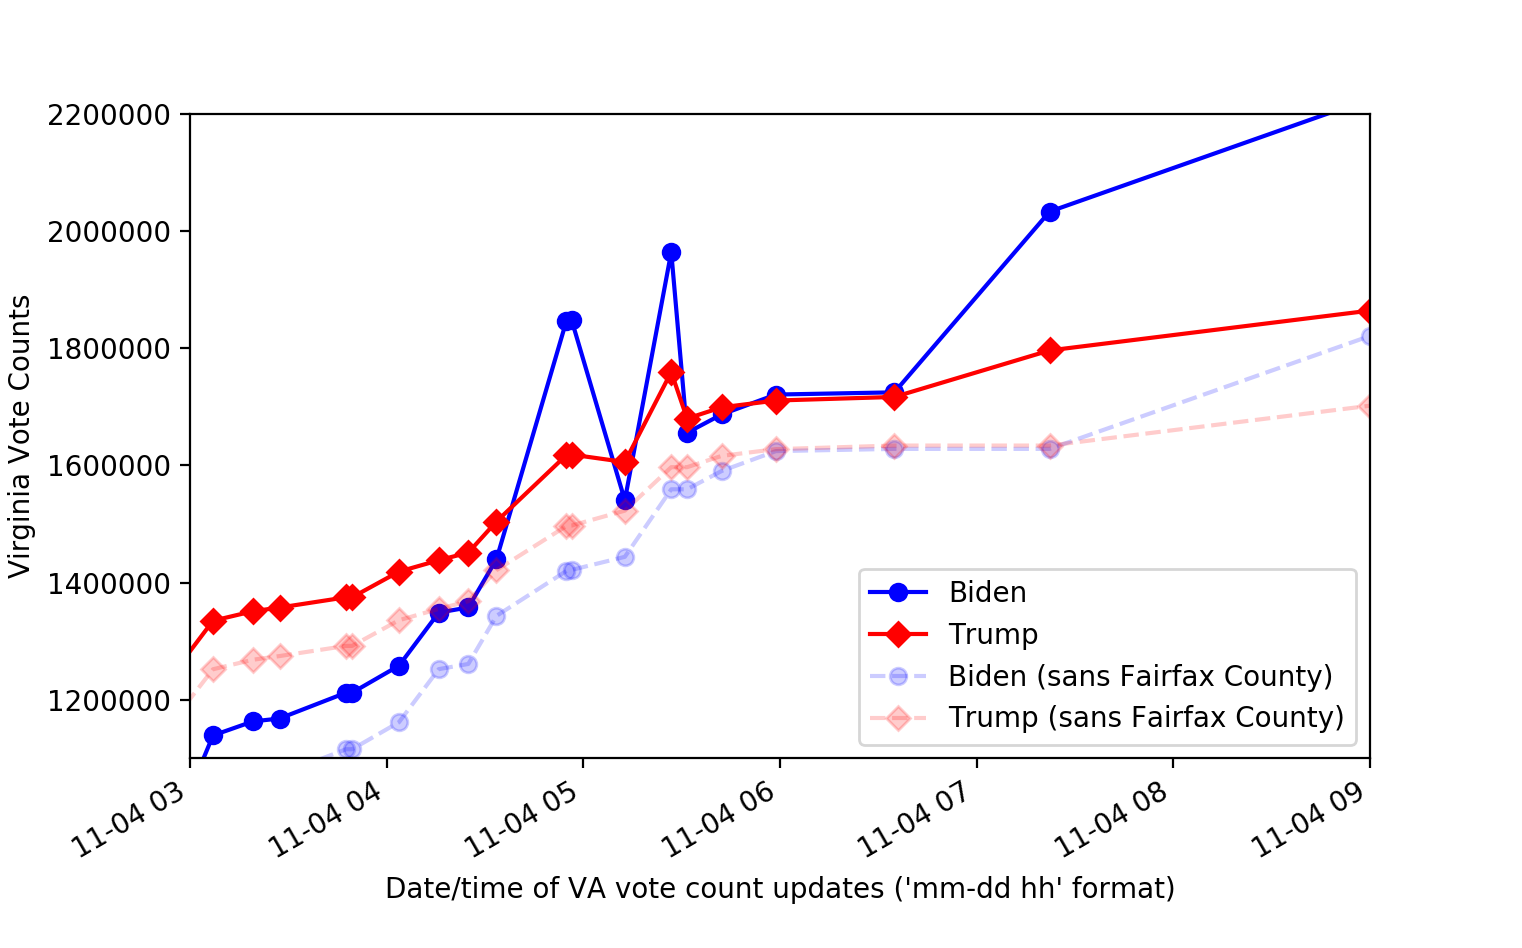 2200000
2000000
1800000
1600000
1400000
1200000
Virginia Vote Counts
Biden
Trump
Biden (sans Fairfax County)
Trump (sans Fairfax County)
11-04 03
11-04 04
11-04 05
11-04 06
11-04 07
11-04 08
11-04 09
Date/time of VA vote count updates ('mm-dd hh' format)